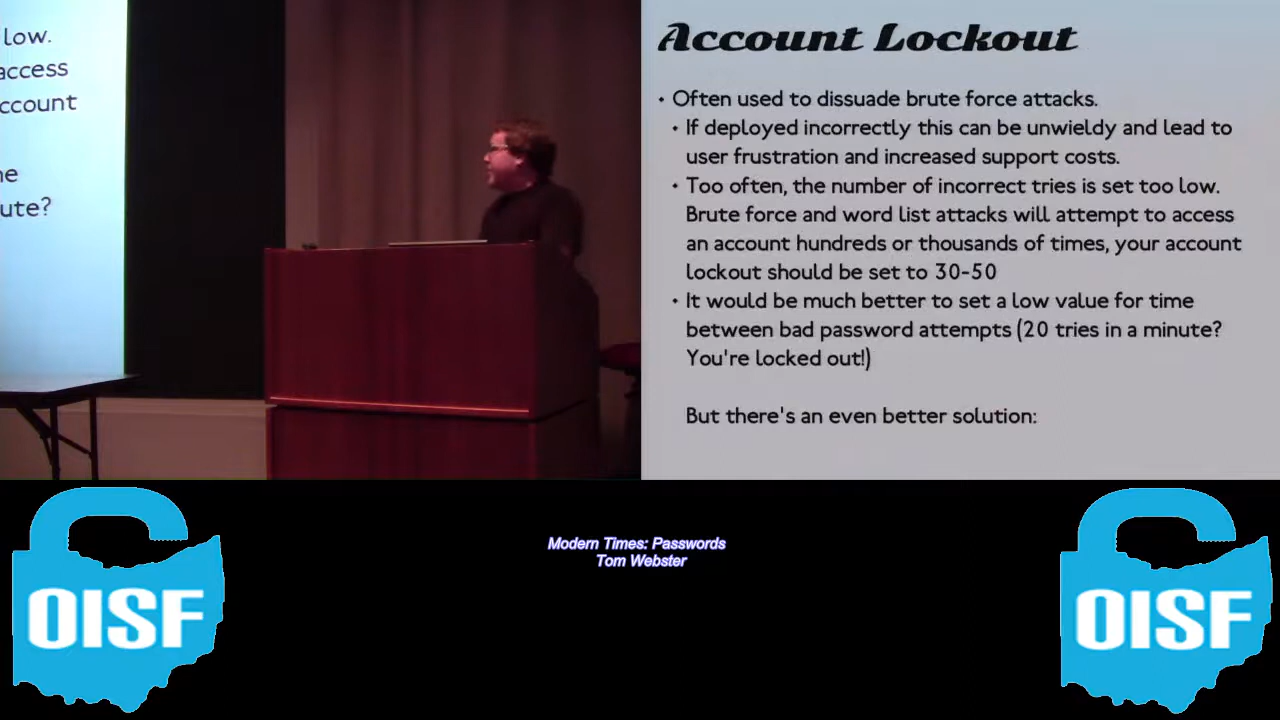 low.
access
ccount
ne
ute?
Account Lockout
• Often used to dissuade brute force attacks.
• If deployed incorrectly this can be unwieldy and lead to
user frustration and increased support costs.
• Too often, the number of incorrect tries is set too low.
Brute force and word list attacks will attempt to access
an account hundreds or thousands of times, your account
lockout should be set to 30-50
• It would be much better to set a low value for time
between bad password attempts (20 tries in a minute?
You're locked out!)
But there's an even better solution:
Modern Times: Passwords
Tom Webster
OISF
OISF